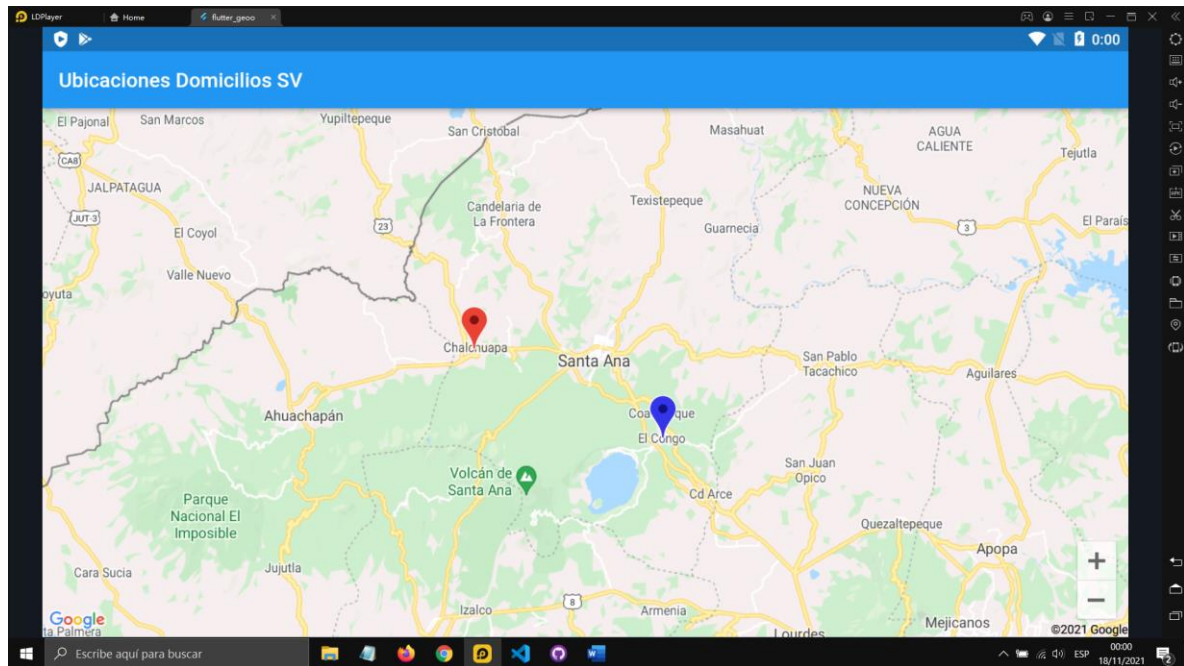 LDPlayer
Home
flutter_geoo
0:00
Ubicaciones Domicilios SV
El Pajonal
San Marcos
Yupiltepeque
San Cristobal
Masahuat
AGUA
CALIENTE
Tejutla
CA8
JALPATAGUA
JUT-3
El Coyol
23
Candelaria de
La Frontera
Texistepeque
Guarnecia
NUEVA
CONCEPCIÓN
3
El Paraís
Valle Nuevo
oyuta
Chalchuapa
Santa Ana
San Pablo
Tacachico
Aguilares
Ahuachapán
El Congo
Volcán de
Santa Ana
San Juan
Opico
Cd Arce
Parque
Nacional El
Imposible
Quezaltepeque
Apopa
Cara Sucia
Jujutla
Izalco
8
Armenia
Mejicanos
Lourdes
+
−
Google
ta Palmera
©2021 Google
Escribe aquí para buscar
ESP
00:00
18/11/2021
2